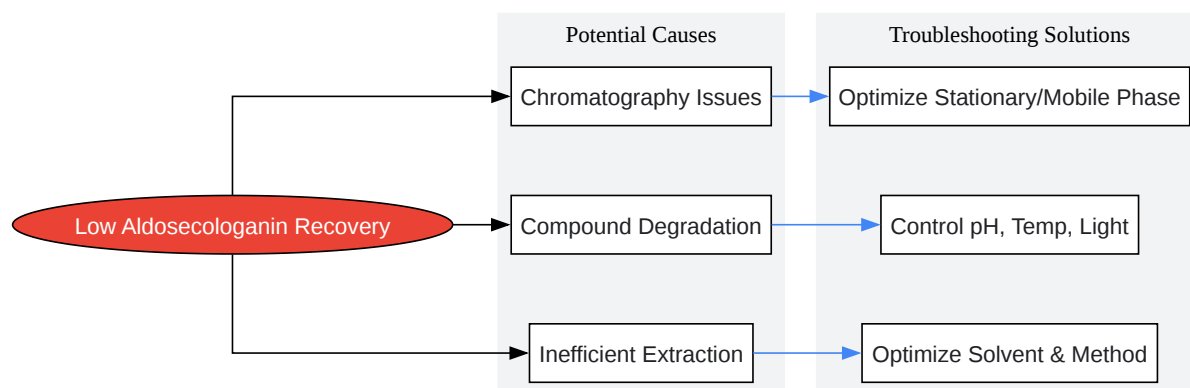 Potential Causes
Troubleshooting Solutions
Chromatography Issues
Optimize Stationary/Mobile Phase
Low Aldosecologanin Recovery
Compound Degradation
Control pH, Temp, Light
Inefficient Extraction
Optimize Solvent & Method